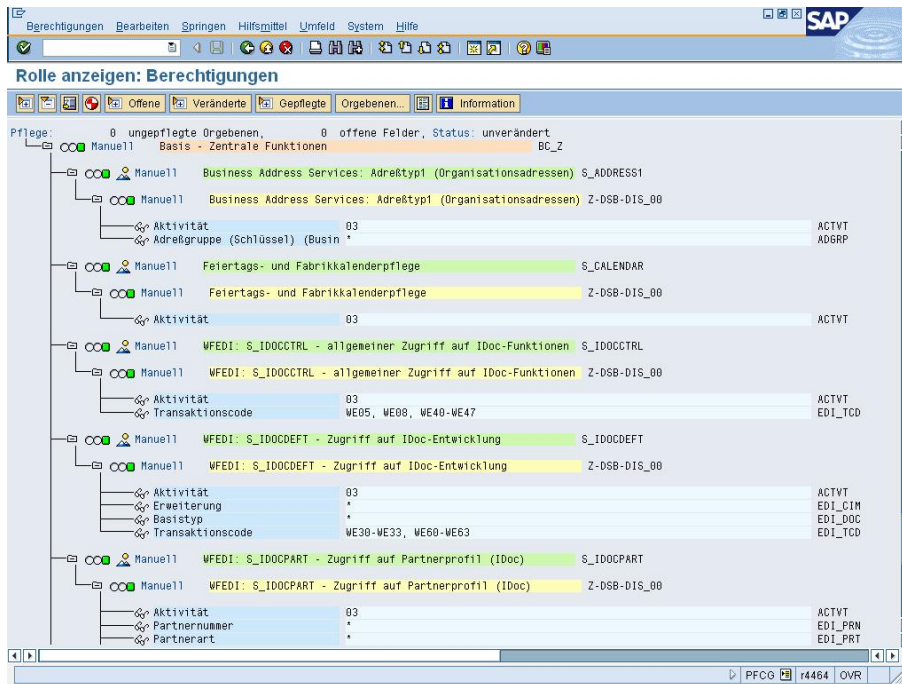 Berechtigungen Bearbeiten Springen Hilfsmittel Umfeld System Hilfe
SAP
Rolle anzeigen: Berechtigungen
Offene Veränderte Gepflegte Orgebenen... Information
Pflege: 0 ungepflegte Orgebenen, 0 offene Felder, Status: unverändert
Manuell Basis - Zentrale Funktionen BC_Z
Manuell Business Address Services: Adreßtyp1 (Organisationsadressen) S_ADDRESS1
Manuell Business Address Services: Adreßtyp1 (Organisationsadressen) Z-DSB-DIS_00
Aktivität 03 ACTVT
Adreßgruppe (Schlüssel) (Busin * ADGRP
Manuell Feiertags- und Fabrikkalenderpflege S_CALENDAR
Manuell Feiertags- und Fabrikkalenderpflege Z-DSB-DIS_00
Aktivität 03 ACTVT
Manuell WFEDI: S_IDOCCTRL - allgemeiner Zugriff auf IDoc-Funktionen S_IDOCCTRL
Manuell WFEDI: S_IDOCCTRL - allgemeiner Zugriff auf IDoc-Funktionen Z-DSB-DIS_00
Aktivität 03 ACTVT
Transaktionscode WE05, WE08, WE40-WE47 EDI_TCD
Manuell WFEDI: S_IDOCDEFT - Zugriff auf IDoc-Entwicklung S_IDOCDEFT
Manuell WFEDI: S_IDOCDEFT - Zugriff auf IDoc-Entwicklung Z-DSB-DIS_00
Aktivität 03 ACTVT
Erweiterung * EDI_CIM
Basistyp * EDI_DOC
Transaktionscode WE30-WE33, WE60-WE63 EDI_TCD
Manuell WFEDI: S_IDOCPART - Zugriff auf Partnerprofil (IDoc) S_IDOCPART
Manuell WFEDI: S_IDOCPART - Zugriff auf Partnerprofil (IDoc) Z-DSB-DIS_00
Aktivität 03 ACTVT
Partnernummer * EDI_PRN
Partnerart * EDI_PRT
PFCG r4464 OVR